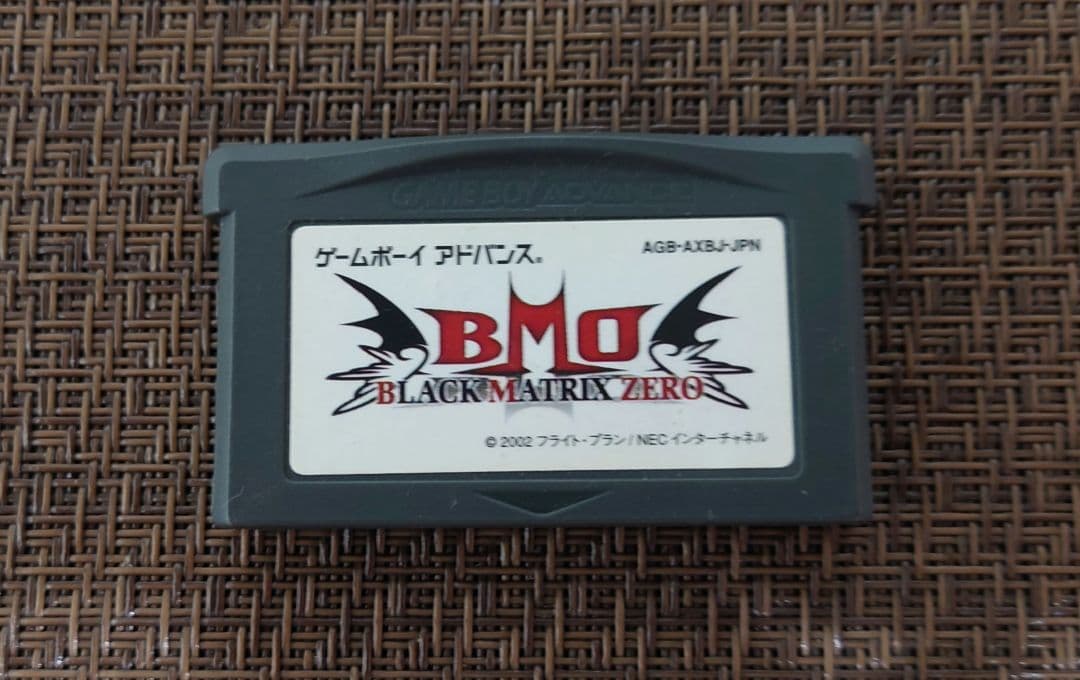 GAME BOY ADVANCE
ゲームボーイ アドバンス®
AGB-AXBJ-JPN
BM0
BLACK MATRIX ZERO
© 2002 フライト・プラン / NEC インターチャネル